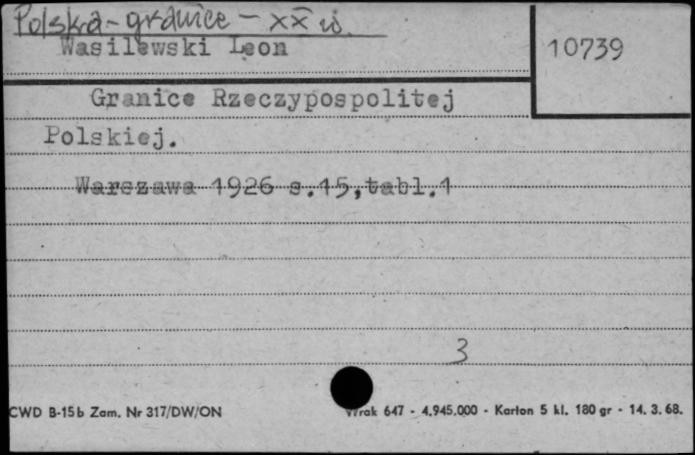 Polska - granice - XX w.
Wasilewski Leon
10739
Granice Rzeczypospolitej
Polskiej.
Warszawa 1926 s.15,tabl.1
3
CWD B-15b Zam. Nr 317/DW/ON
647 - 4.945.000 - Karton 5 kl. 180 gr - 14. 3. 68.